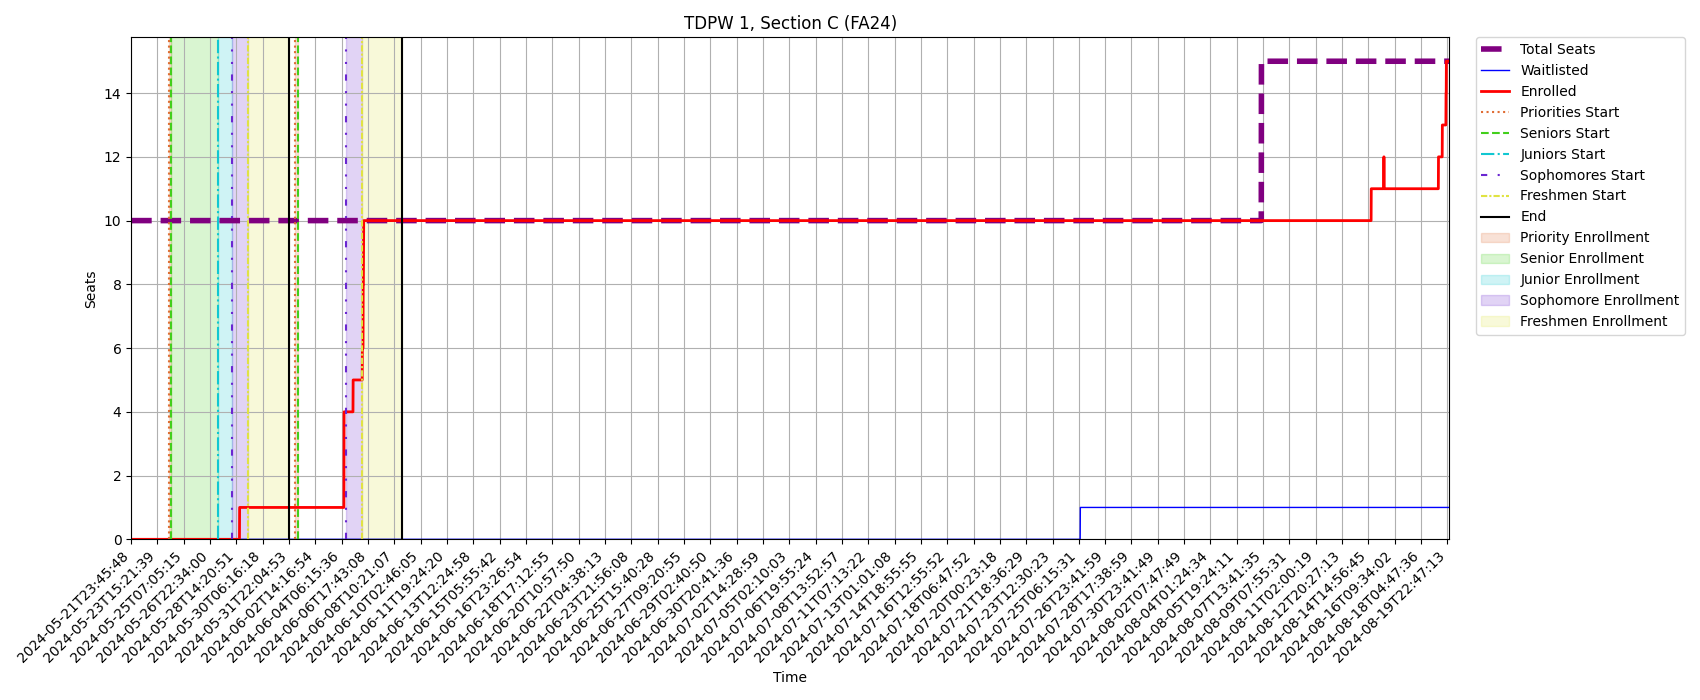 TDPW 1, Section C (FA24)
Total Seats
Waitlisted
Enrolled
Priorities Start
Seniors Start
Juniors Start
Sophomores Start
Freshmen Start
End
Priority Enrollment
Senior Enrollment
Junior Enrollment
Sophomore Enrollment
Freshmen Enrollment
Seats
14
12
10
8
6
4
2
0
2024-05-21T23:45:48
2024-05-23T15:21:39
2024-05-25T07:05:15
2024-05-26T22:34:00
2024-05-28T14:20:51
2024-05-30T06:16:18
2024-05-31T22:04:53
2024-06-02T14:16:54
2024-06-04T06:15:36
2024-06-06T17:43:08
2024-06-08T10:21:07
2024-06-10T02:46:05
2024-06-11T19:24:20
2024-06-13T12:24:58
2024-06-15T05:55:42
2024-06-16T23:26:54
2024-06-18T17:12:55
2024-06-20T10:57:50
2024-06-22T04:38:13
2024-06-23T21:56:08
2024-06-25T15:40:28
2024-06-27T09:20:55
2024-06-29T02:40:50
2024-06-30T20:41:36
2024-07-02T14:28:59
2024-07-05T02:10:03
2024-07-06T19:55:24
2024-07-08T13:52:57
2024-07-11T07:13:22
2024-07-13T01:01:08
2024-07-14T18:55:55
2024-07-16T12:55:52
2024-07-18T06:47:52
2024-07-20T00:23:18
2024-07-21T18:36:29
2024-07-23T12:30:23
2024-07-25T06:15:31
2024-07-26T23:41:59
2024-07-28T17:38:59
2024-07-30T23:41:49
2024-08-02T07:47:49
2024-08-04T01:24:34
2024-08-05T19:24:11
2024-08-07T13:41:35
2024-08-09T07:55:31
2024-08-11T02:00:19
2024-08-12T20:27:13
2024-08-14T14:56:45
2024-08-16T09:34:02
2024-08-18T04:47:36
2024-08-19T22:47:13
Time